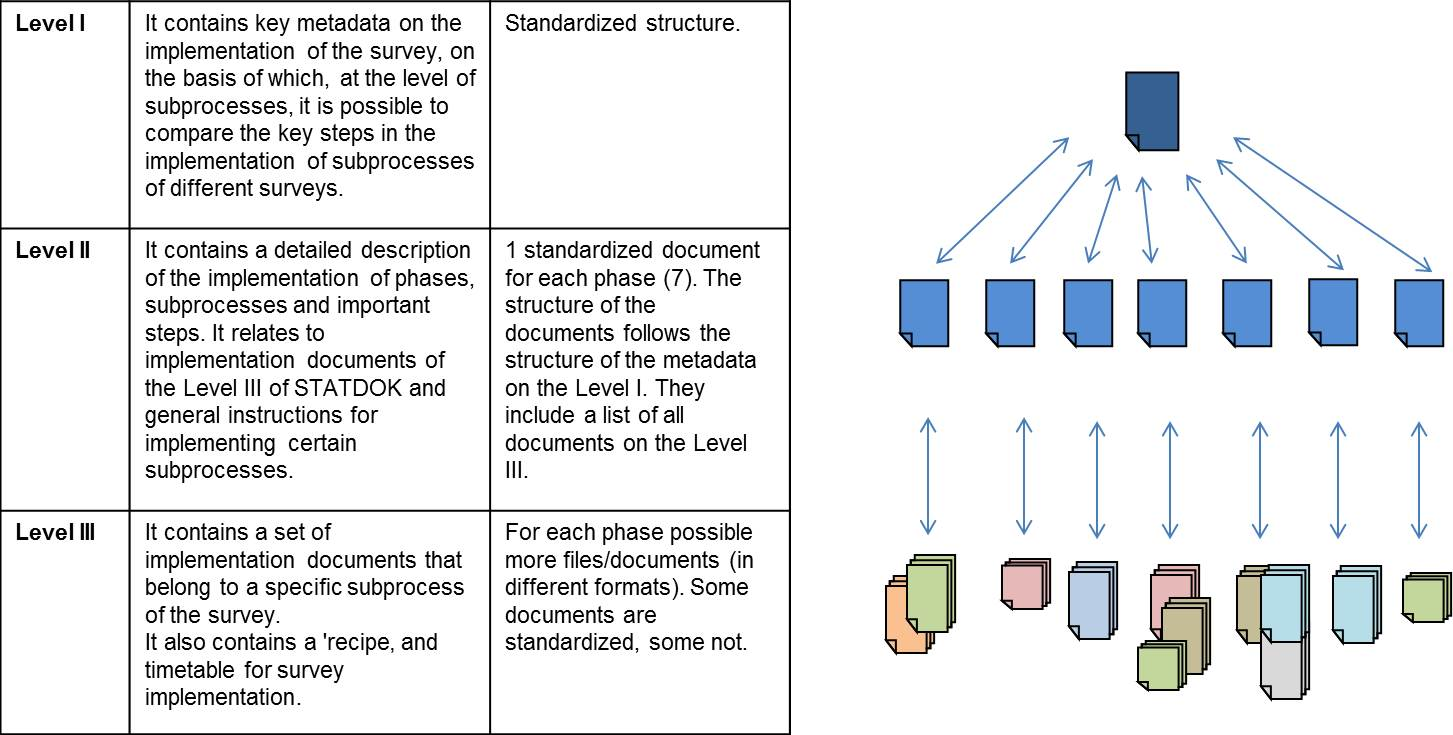 Level I
It contains key metadata on the
implementation of the survey, on
the basis of which, at the level of
subprocesses, it is possible to
compare the key steps in the
implementation of subprocesses
of different surveys.
Standardized structure.
Level II
It contains a detailed description
of the implementation of phases,
subprocesses and important
steps. It relates to
implementation documents of
the Level III of STATDOK and
general instructions for
implementing certain
subprocesses.
1 standardized document
for each phase (7). The
structure of the
documents follows the
structure of the metadata
on the Level I. They
include a list of all
documents on the Level
III.
Level III
It contains a set of
implementation documents that
belong to a specific subprocess
of the survey.
It also contains a 'recipe, and
timetable for survey
implementation.
For each phase possible
more files/documents (in
different formats). Some
documents are
standardized, some not.